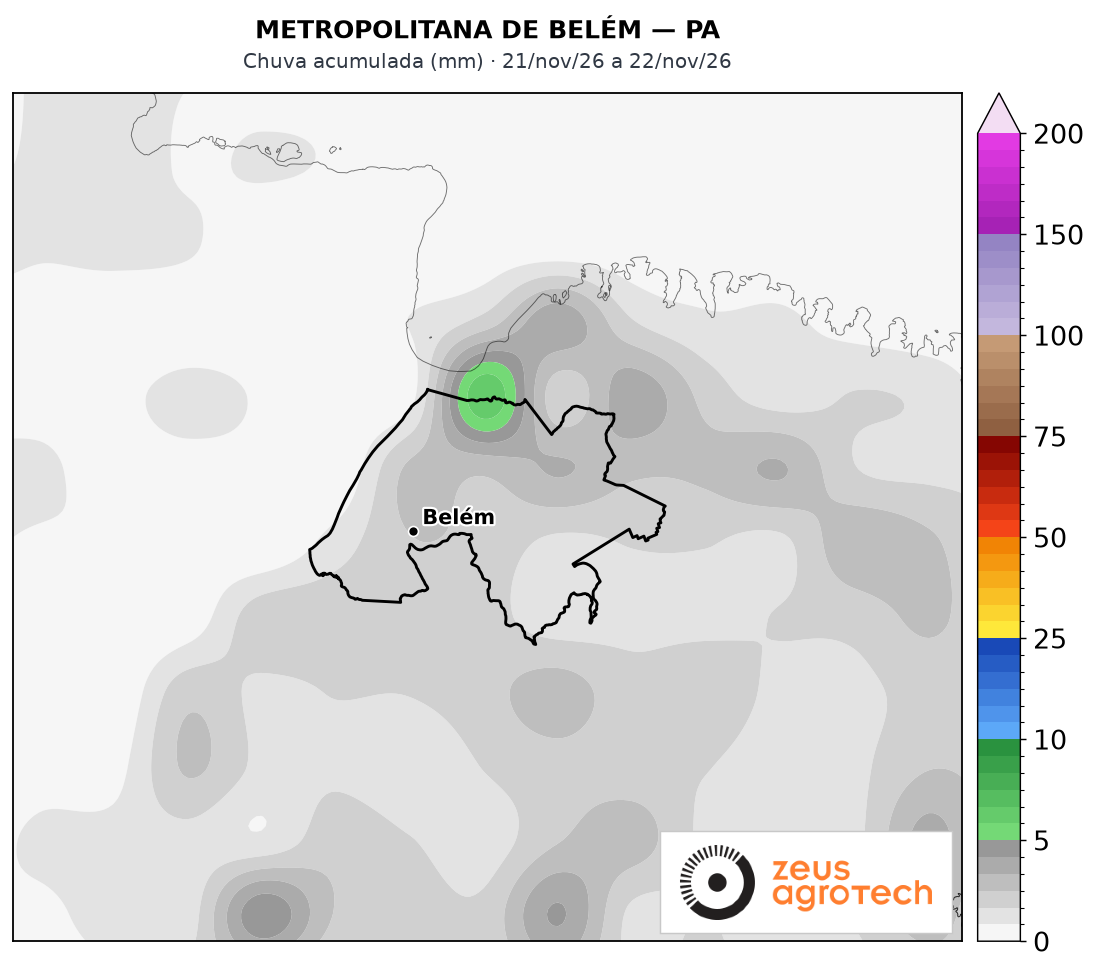 METROPOLITANA DE BELÉM — PA
Chuva acumulada (mm) · 21/nov/26 a 22/nov/26
200
150
100
75
50
25
10
5
0
Belém
zeus
agrotech